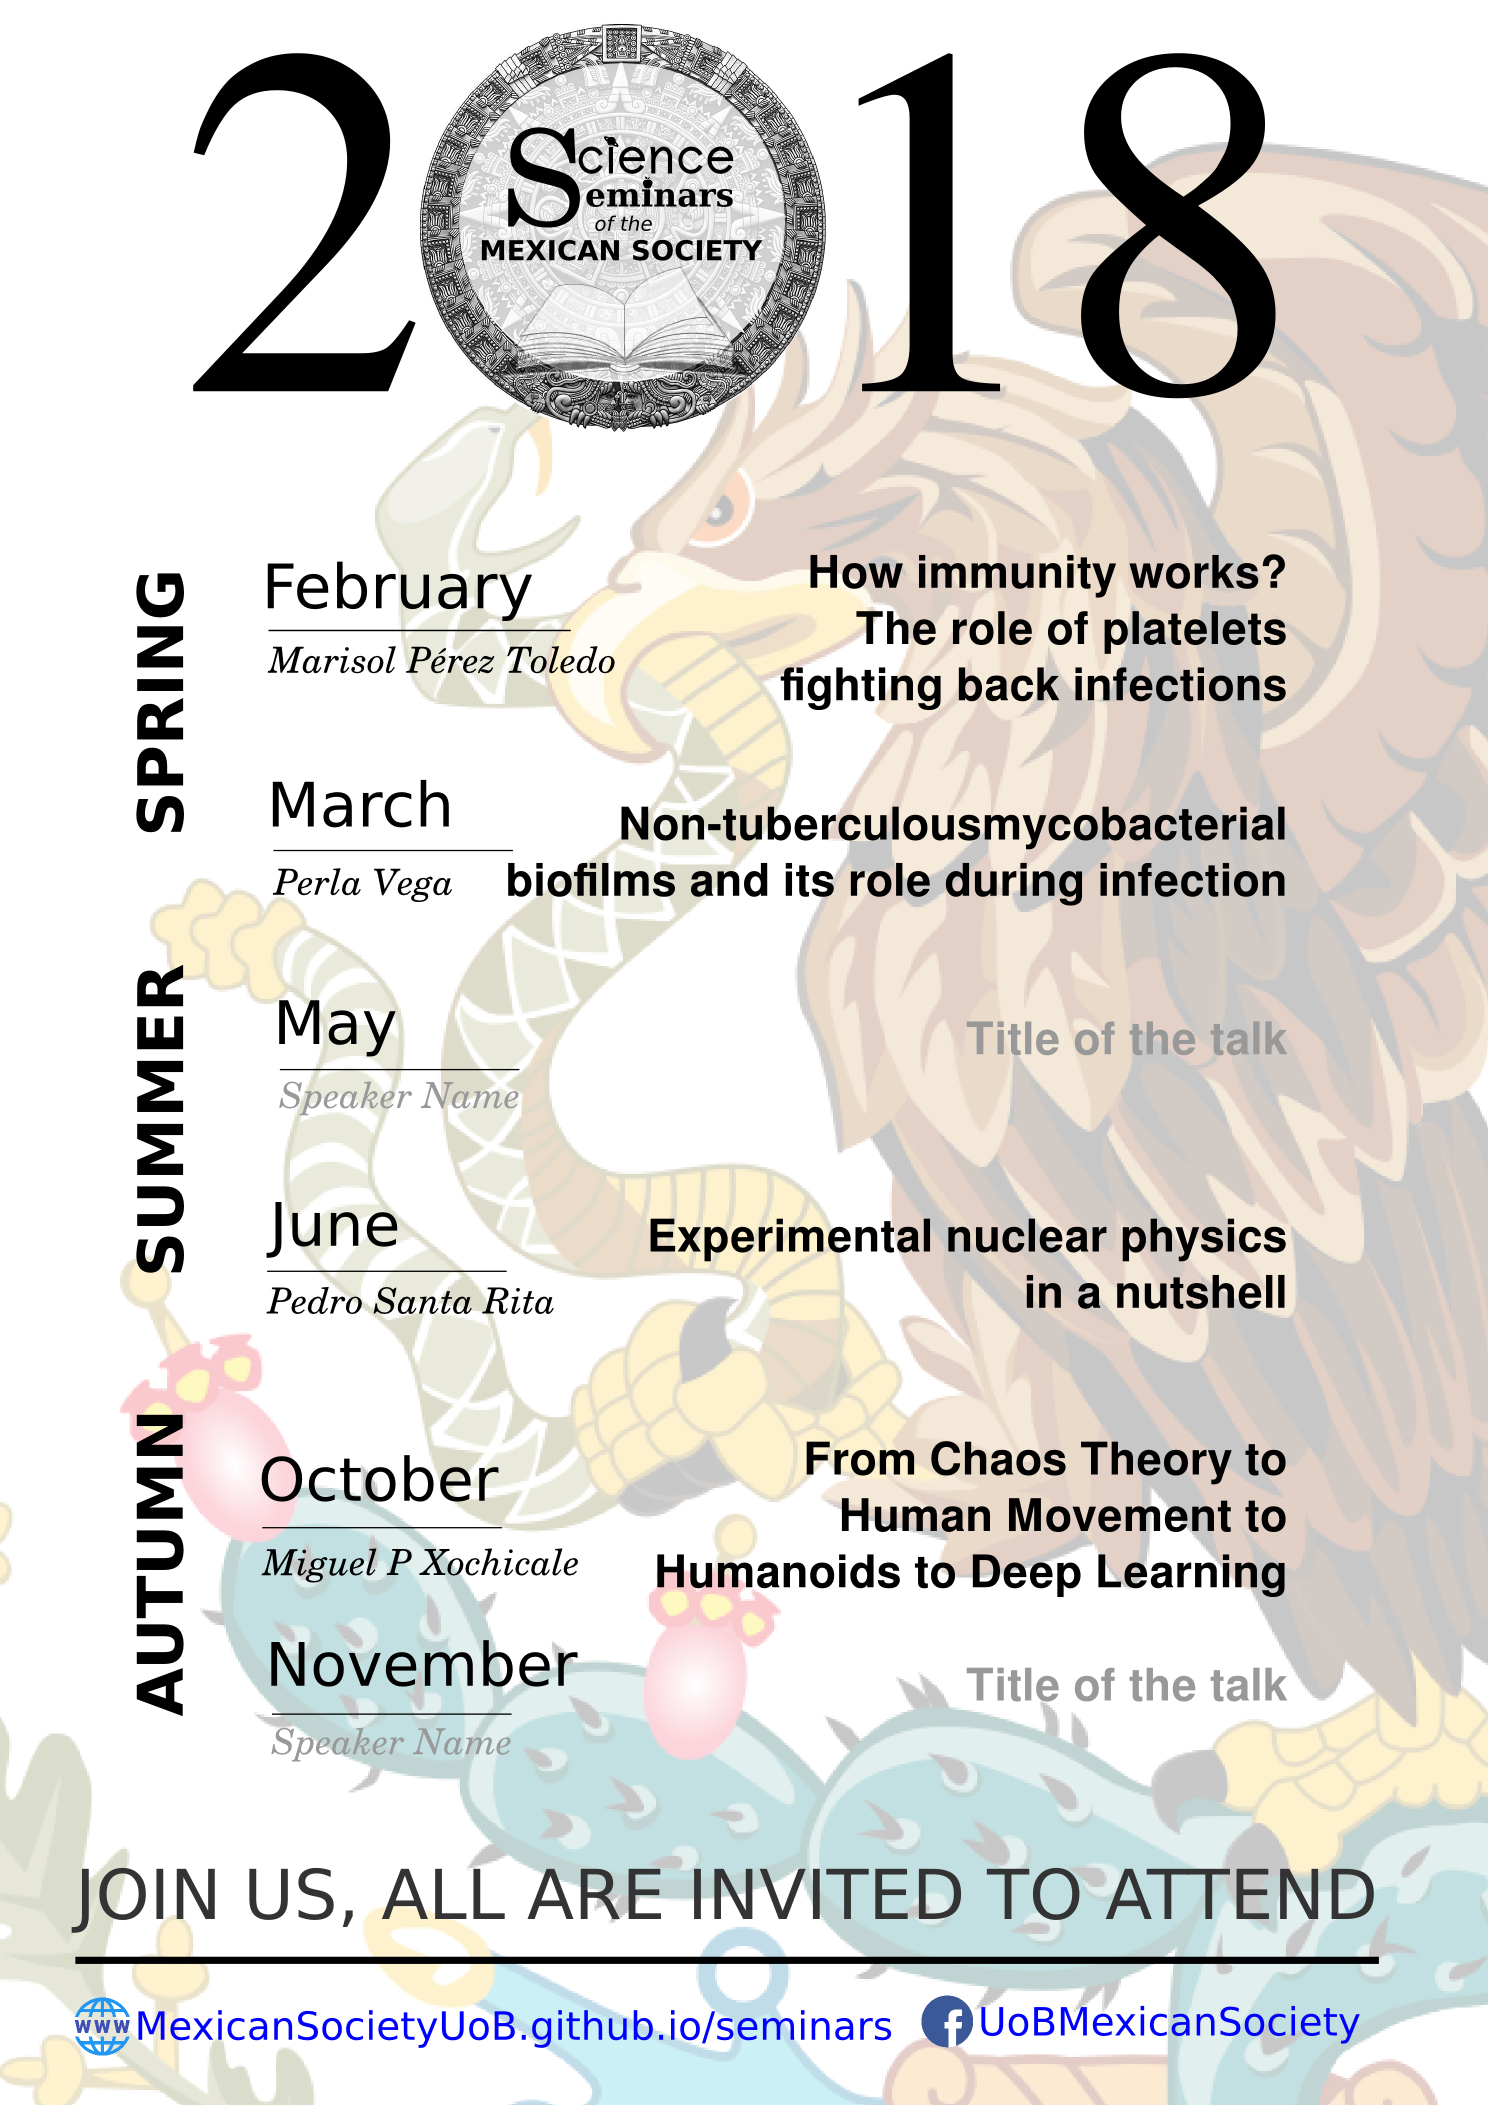 2018
Science
Seminars
of the
MEXICAN SOCIETY
SPRING
February
Marisol Pérez Toledo
How immunity works?
The role of platelets
fighting back infections
March
Perla Vega
Non-tuberculousmycobacterial
biofilms and its role during infection
SUMMER
May
Speaker Name
Title of the talk
June
Pedro Santa Rita
Experimental nuclear physics
in a nutshell
AUTUMN
October
Miguel P Xochicale
From Chaos Theory to
Human Movement to
Humanoids to Deep Learning
November
Speaker Name
Title of the talk
JOIN US, ALL ARE INVITED TO ATTEND
WWW MexicanSocietyUoB.github.io/seminars
f UoBMexicanSociety